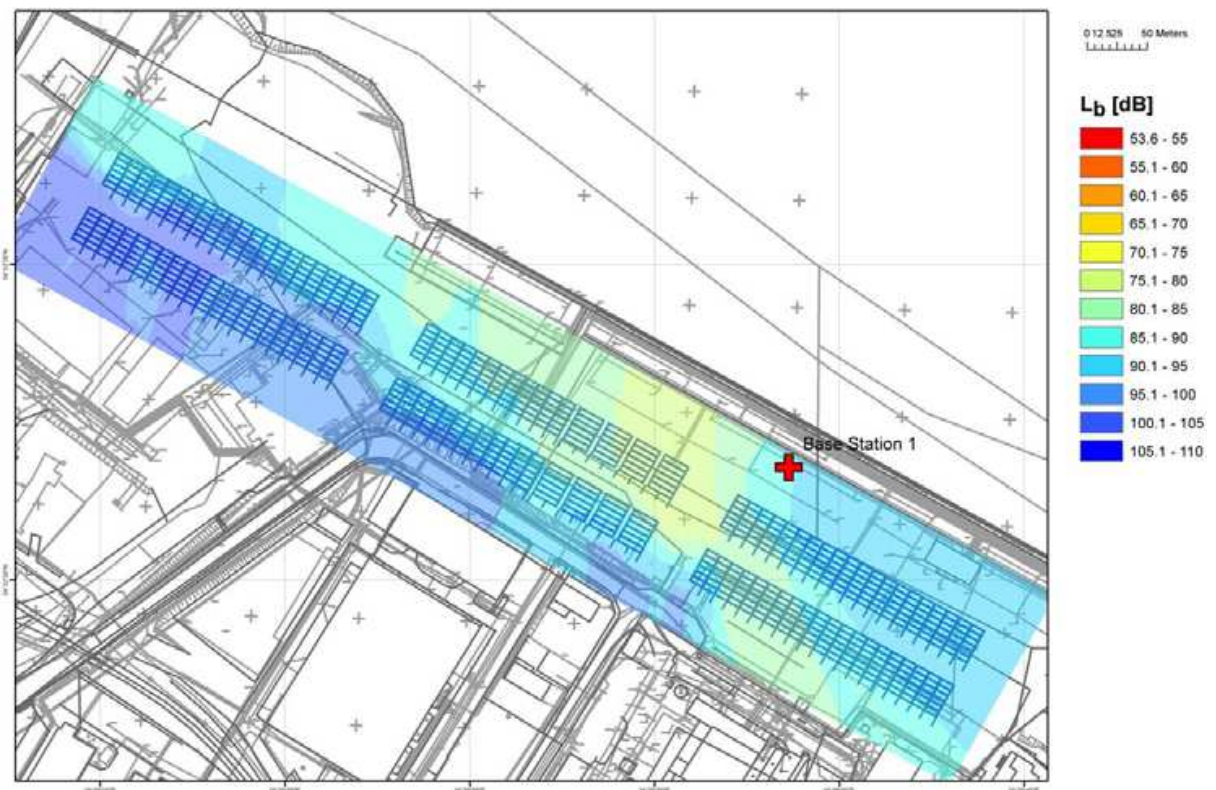 0 12.525 50 Meters
L_b [dB]
53.6 - 55
55.1 - 60
60.1 - 65
65.1 - 70
70.1 - 75
75.1 - 80
80.1 - 85
85.1 - 90
90.1 - 95
95.1 - 100
100.1 - 105
105.1 - 110
Base Station 1